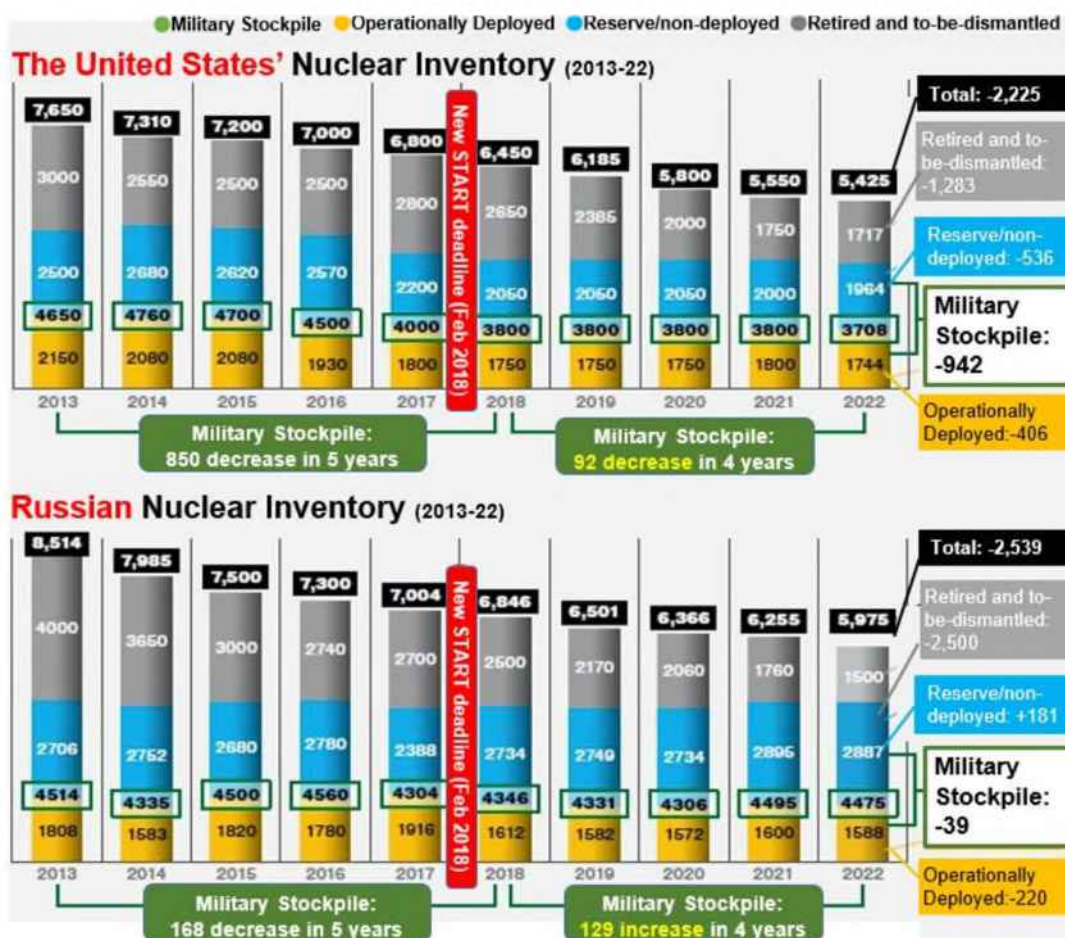 Military Stockpile Operationally Deployed Reserve/non-deployed Retired and to-be-dismantled
The United States' Nuclear Inventory (2013-22)
7,650 7,310 7,200 7,000 6,800 6,450 6,185 5,800 5,550 5,425
3000 2550 2500 2500 2800 2650 2385 2000 1750 1717
2500 2680 2620 2570 2200 2050 2050 2050 2000 1964
4650 4760 4700 4500 4000 3800 3800 3800 3800 3708
2150 2080 2080 1930 1800 1750 1750 1750 1800 1744
2013 2014 2015 2016 2017 2018 2019 2020 2021 2022
New START deadline (Feb 2018)
Total: -2,225
Retired and to-
be-dismantled:
-1,283
Reserve/non-
deployed: -536
Military
Stockpile:
-942
Operationally
Deployed:-406
Military Stockpile:
850 decrease in 5 years
Military Stockpile:
92 decrease in 4 years
Russian Nuclear Inventory (2013-22)
8,514 7,985 7,500 7,300 7,004 6,846 6,501 6,366 6,255 5,975
4000 3650 3000 2740 2700 2500 2170 2060 1760 1500
2706 2752 2680 2780 2388 2734 2749 2734 2895 2887
4514 4335 4500 4560 4304 4346 4331 4306 4495 4475
1808 1583 1820 1780 1916 1612 1582 1572 1600 1588
2013 2014 2015 2016 2017 2018 2019 2020 2021 2022
New START deadline (Feb 2018)
Total: -2,539
Retired and to-
be-dismantled:
-2,500
Reserve/non-
deployed: +181
Military
Stockpile:
-39
Operationally
Deployed:-220
Military Stockpile:
168 decrease in 5 years
Military Stockpile:
129 increase in 4 years